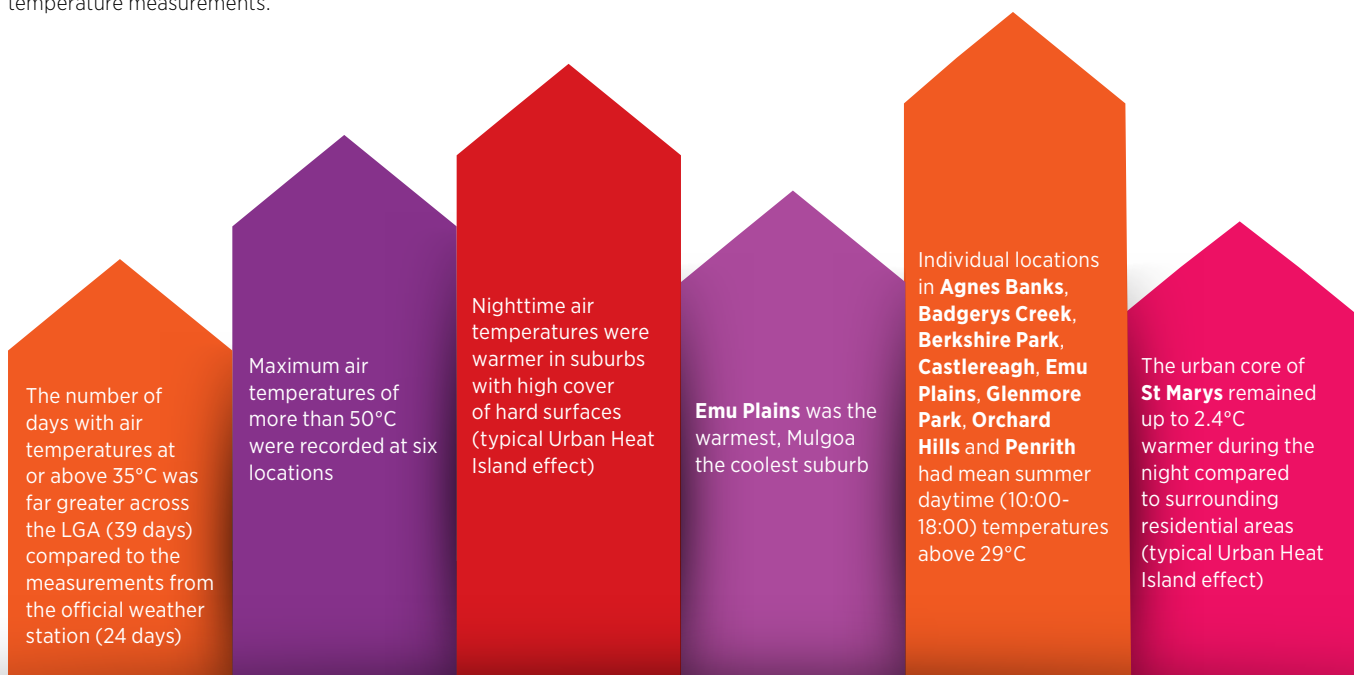 temperature measurements.
The number of
days with air
temperatures at
or above 35°C was
far greater across
the LGA (39 days)
compared to the
measurements from
the official weather
station (24 days)
Maximum air
temperatures of
more than 50°C
were recorded at six
locations
Nighttime air
temperatures were
warmer in suburbs
with high cover
of hard surfaces
(typical Urban Heat
Island effect)
Emu Plains was the
warmest, Mulgoa
the coolest suburb
Individual locations
in Agnes Banks,
Badgerys Creek,
Berkshire Park,
Castlereagh, Emu
Plains, Glenmore
Park, Orchard
Hills and Penrith
had mean summer
daytime (10:00-
18:00) temperatures
above 29°C
The urban core of
St Marys remained
up to 2.4°C
warmer during the
night compared
to surrounding
residential areas
(typical Urban Heat
Island effect)